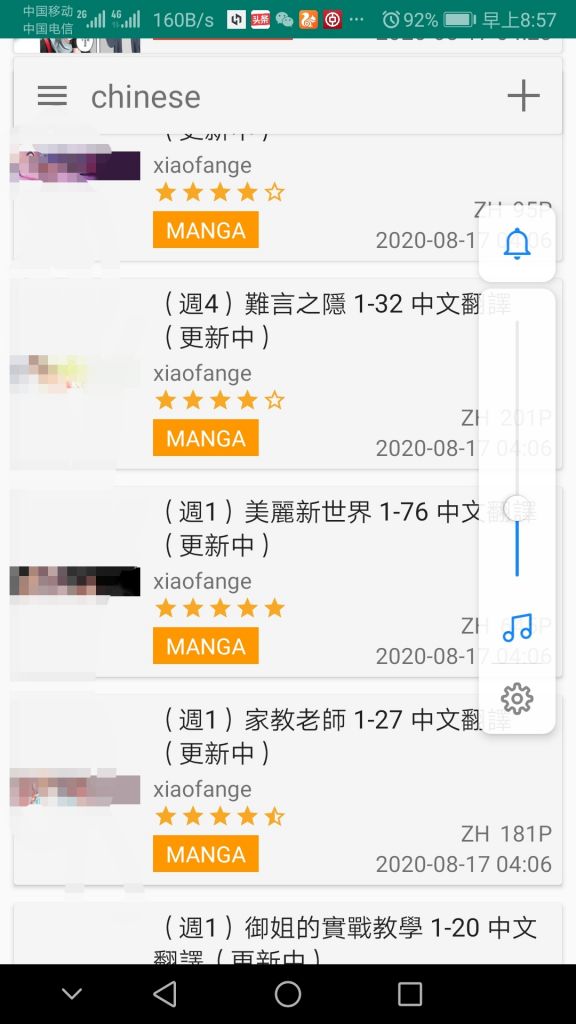 中国移动 2G 4G 160B/s 头条 92% 早上8:57
中国电信
chinese
（更新中）
xiaofange
ZH 95P
MANGA
2020-08-17 04:06
（週4）難言之隱 1-32 中文翻譯
（更新中）
xiaofange
ZH 201P
MANGA
2020-08-17 04:06
（週1）美麗新世界 1-76 中文翻譯
（更新中）
xiaofange
ZH
MANGA
2020-08-17 04:06
（週1）家教老師 1-27 中文翻譯
（更新中）
xiaofange
ZH 181P
MANGA
2020-08-17 04:06
（週1）御姐的實戰教學 1-20 中文
翻譯（更新中）